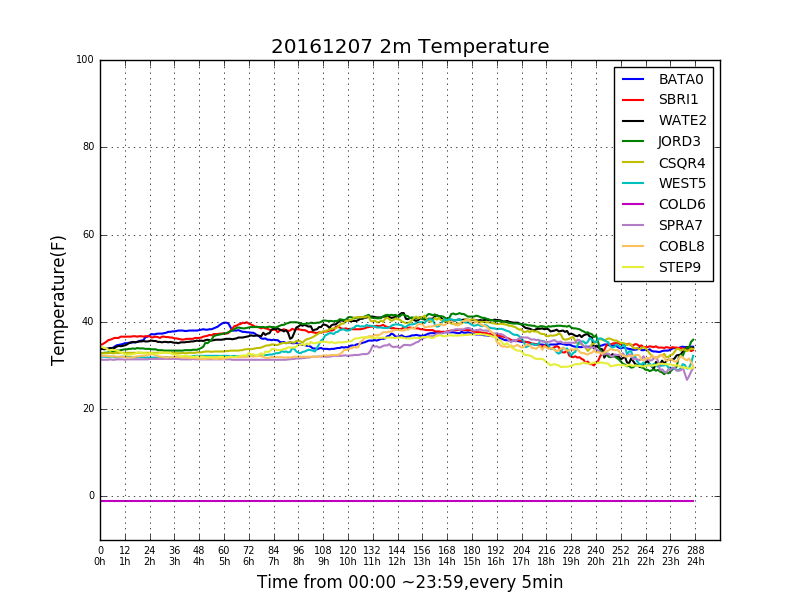 20161207 2m Temperature
100
80
60
40
20
0
Temperature(F)
BATA0
SBRI1
WATE2
JORD3
CSQR4
WEST5
COLD6
SPRA7
COBL8
STEP9
0 12 24 36 48 60 72 84 96 108 120 132 144 156 168 180 192 204 216 228 240 252 264 276 288
0h 1h 2h 3h 4h 5h 6h 7h 8h 9h 10h 11h 12h 13h 14h 15h 16h 17h 18h 19h 20h 21h 22h 23h 24h
Time from 00:00 ~23:59,every 5min